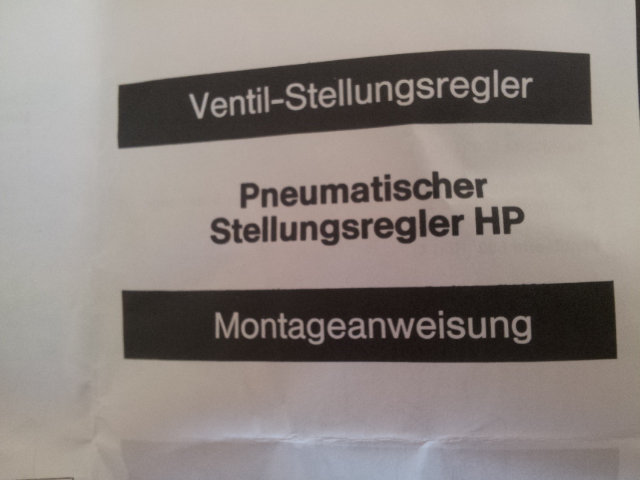 Ventil-Stellungsregler
Pneumatischer
Stellungsregler HP
Montageanweisung